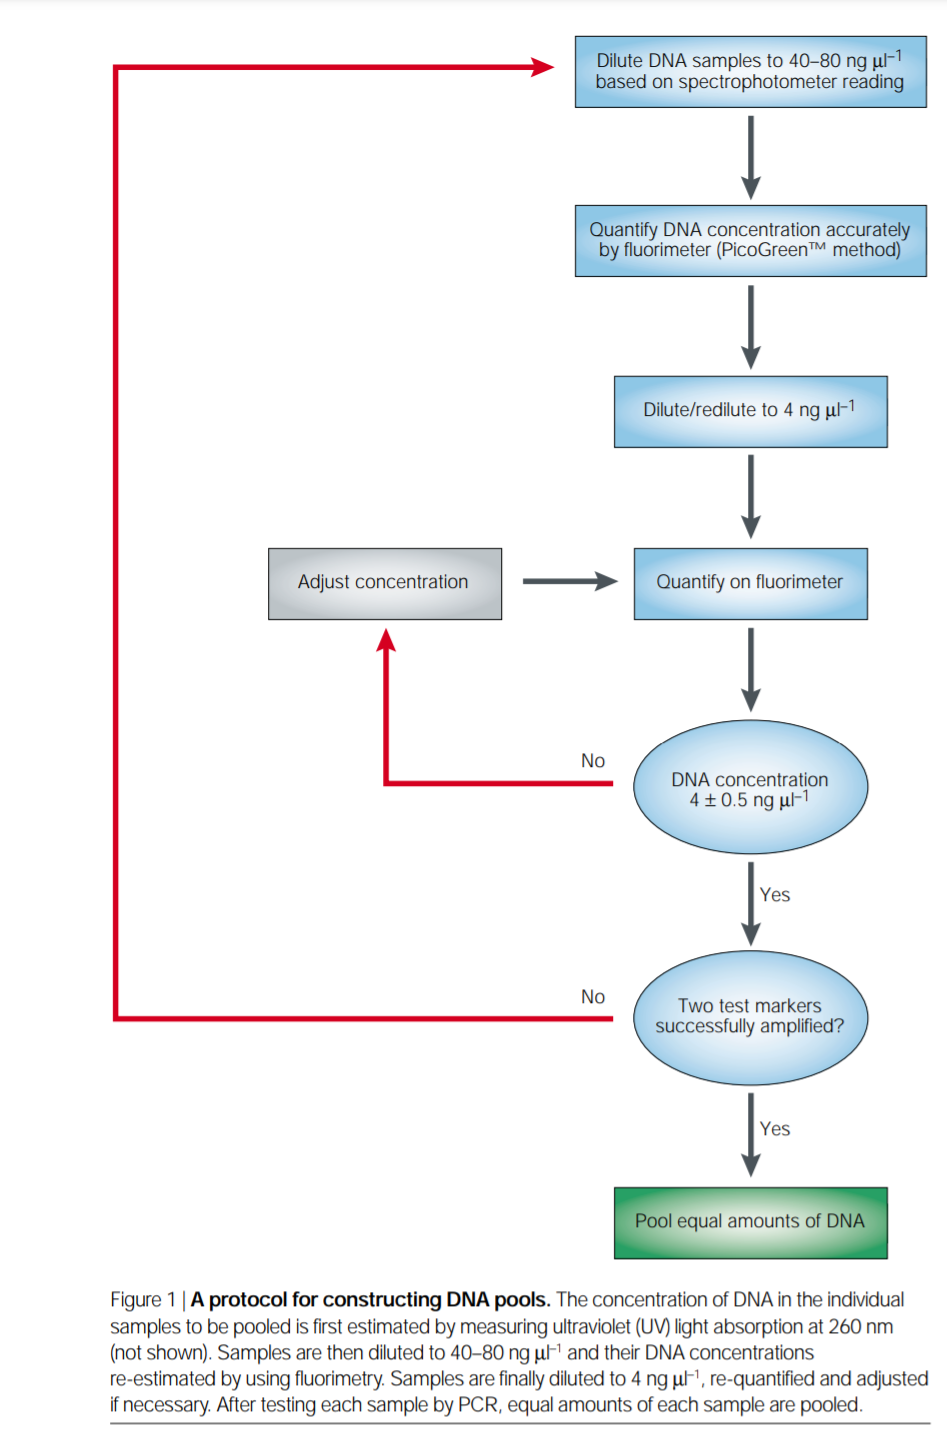 Dilute DNA samples to 40–80 ng µl–1
based on spectrophotometer reading
Quantify DNA concentration accurately
by fluorimeter (PicoGreen™ method)
Dilute/redilute to 4 ng µl–1
Adjust concentration
Quantify on fluorimeter
No
DNA concentration
4 ± 0.5 ng µl–1
Yes
No
Two test markers
successfully amplified?
Yes
Pool equal amounts of DNA
Figure 1 | A protocol for constructing DNA pools. The concentration of DNA in the individual
samples to be pooled is first estimated by measuring ultraviolet (UV) light absorption at 260 nm
(not shown). Samples are then diluted to 40–80 ng µl–1 and their DNA concentrations
re-estimated by using fluorimetry. Samples are finally diluted to 4 ng µl–1, re-quantified and adjusted
if necessary. After testing each sample by PCR, equal amounts of each sample are pooled.